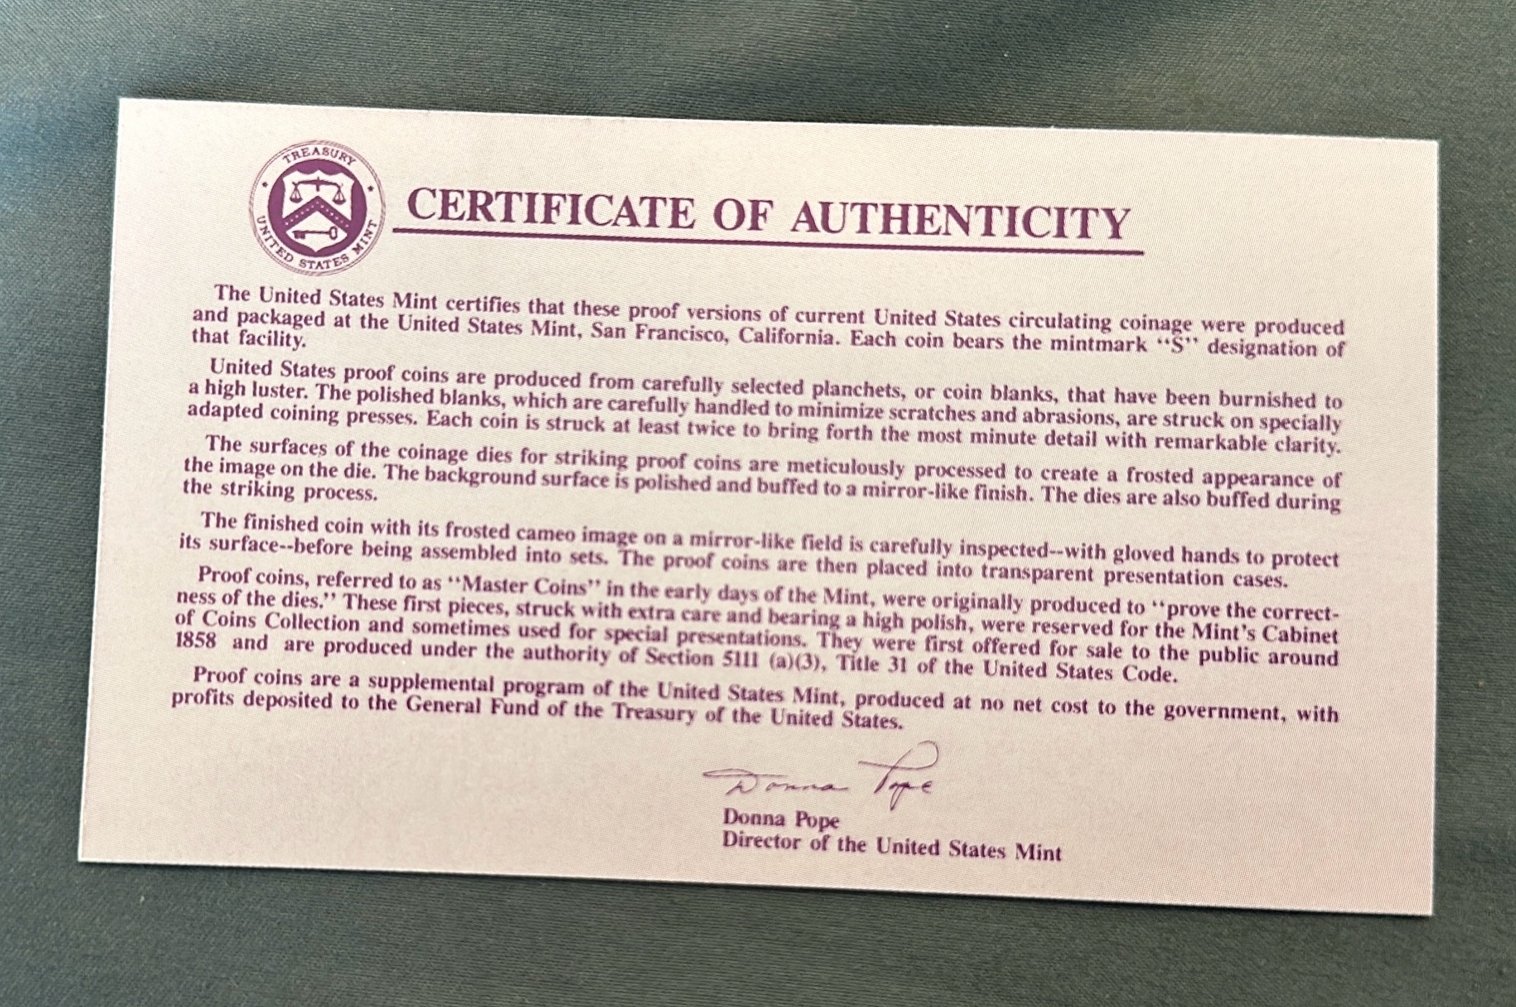 TREASURY
UNITED STATES MINT
CERTIFICATE OF AUTHENTICITY
The United States Mint certifies that these proof versions of current United States circulating coinage were produced
and packaged at the United States Mint, San Francisco, California. Each coin bears the mintmark ‘‘S’’ designation of
that facility.
United States proof coins are produced from carefully selected planchets, or coin blanks, that have been burnished to
a high luster. The polished blanks, which are carefully handled to minimize scratches and abrasions, are struck on specially
adapted coining presses. Each coin is struck at least twice to bring forth the most minute detail with remarkable clarity.
The surfaces of the coinage dies for striking proof coins are meticulously processed to create a frosted appearance of
the image on the die. The background surface is polished and buffed to a mirror-like finish. The dies are also buffed during
the striking process.
The finished coin with its frosted cameo image on a mirror-like field is carefully inspected--with gloved hands to protect
its surface--before being assembled into sets. The proof coins are then placed into transparent presentation cases.
Proof coins, referred to as ‘‘Master Coins’’ in the early days of the Mint, were originally produced to ‘‘prove the correct-
ness of the dies.’’ These first pieces, struck with extra care and bearing a high polish, were reserved for the Mint’s Cabinet
of Coins Collection and sometimes used for special presentations. They were first offered for sale to the public around
1858 and are produced under the authority of Section 5111 (a)(3), Title 31 of the United States Code.
Proof coins are a supplemental program of the United States Mint, produced at no net cost to the government, with
profits deposited to the General Fund of the Treasury of the United States.
Donna Pope
Donna Pope
Director of the United States Mint